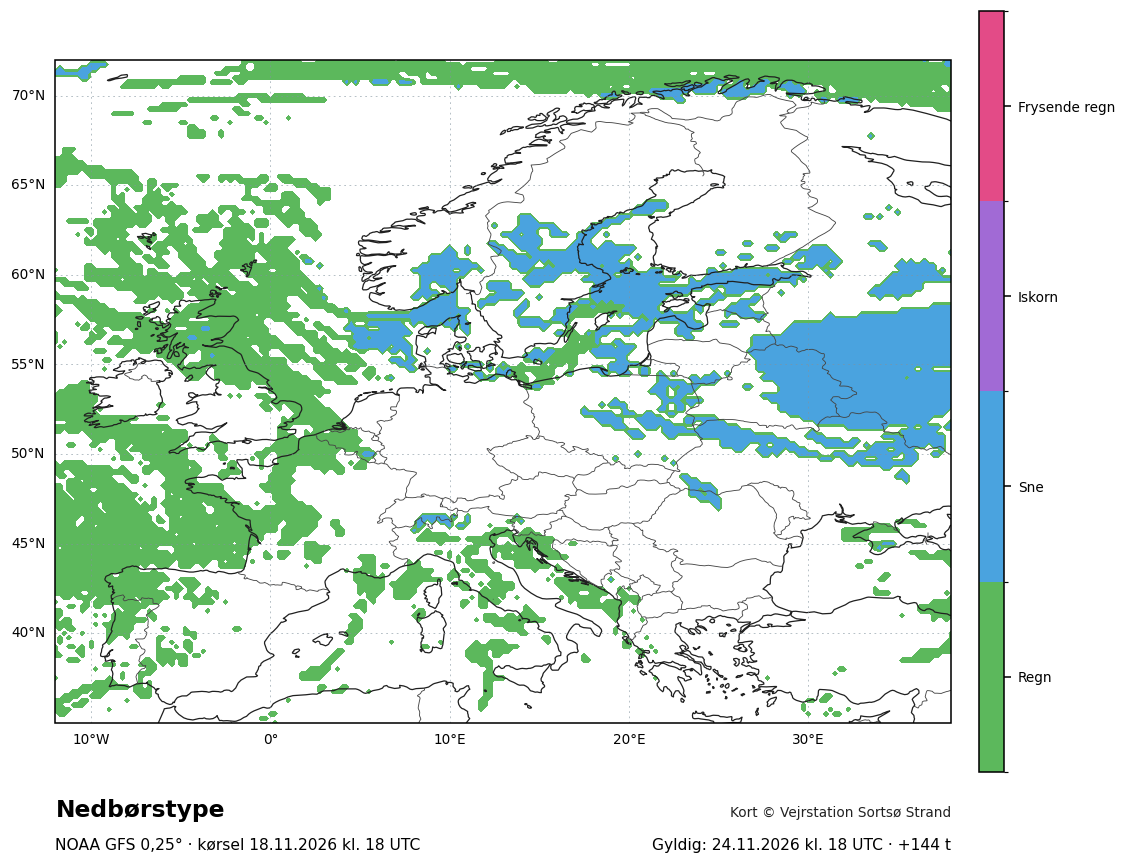 Frysende regn
Iskorn
Sne
Regn
70°N
65°N
60°N
55°N
50°N
45°N
40°N
10°W
0°
10°E
20°E
30°E
Nedbørstype
Kort © Vejrstation Sortsø Strand
NOAA GFS 0,25° · kørsel 18.11.2026 kl. 18 UTC
Gyldig: 24.11.2026 kl. 18 UTC · +144 t